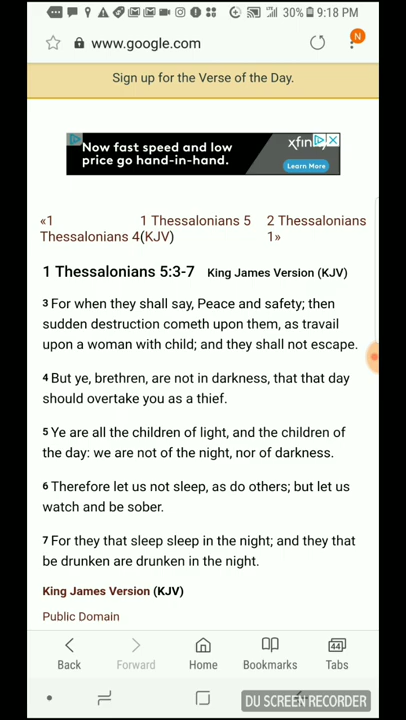 30% 9:18 PM
www.google.com
N
Sign up for the Verse of the Day.
Now fast speed and low
price go hand-in-hand.
xfin
Learn More
«1
Thessalonians 4
1 Thessalonians 5
(KJV)
2 Thessalonians
1»
1 Thessalonians 5:3-7 King James Version (KJV)
3 For when they shall say, Peace and safety; then
sudden destruction cometh upon them, as travail
upon a woman with child; and they shall not escape.
4 But ye, brethren, are not in darkness, that that day
should overtake you as a thief.
5 Ye are all the children of light, and the children of
the day: we are not of the night, nor of darkness.
6 Therefore let us not sleep, as do others; but let us
watch and be sober.
7 For they that sleep sleep in the night; and they that
be drunken are drunken in the night.
King James Version (KJV)
Public Domain
44
Back Forward Home Bookmarks Tabs
DU SCREEN RECORDER